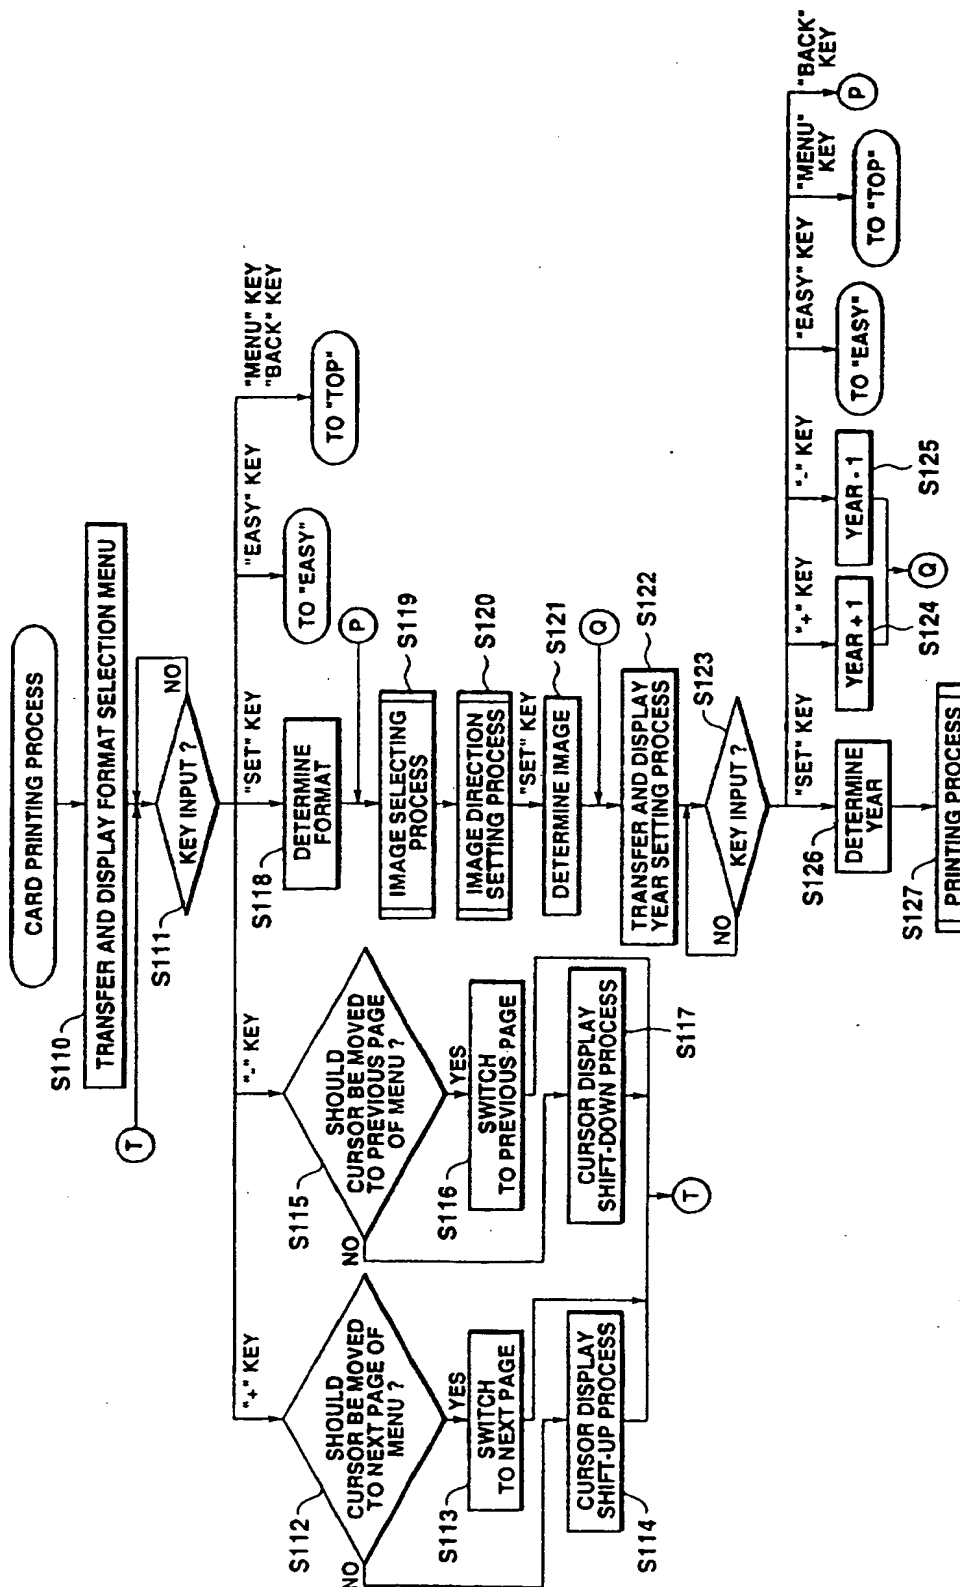 CARD PRINTING PROCESS
S110
TRANSFER AND DISPLAY FORMAT SELECTION MENU
T
S111
KEY INPUT ?
NO
"+" KEY
"-" KEY
"SET" KEY
"EASY" KEY
"MENU" KEY
"BACK" KEY
S112
SHOULD
CURSOR BE MOVED
TO NEXT PAGE OF
MENU ?
NO
YES
S113
SWITCH
TO NEXT PAGE
S114
CURSOR DISPLAY
SHIFT-UP PROCESS
S115
SHOULD
CURSOR BE MOVED
TO PREVIOUS PAGE
OF MENU ?
NO
YES
S116
SWITCH
TO PREVIOUS PAGE
S117
CURSOR DISPLAY
SHIFT-DOWN PROCESS
T
S118
DETERMINE
FORMAT
TO "EASY"
TO "TOP"
P
IMAGE SELECTING
PROCESS
S119
IMAGE DIRECTION
SETTING PROCESS
S120
"SET" KEY
DETERMINE IMAGE
S121
Q
TRANSFER AND DISPLAY
YEAR SETTING PROCESS
S122
KEY INPUT ?
S123
NO
"SET" KEY
"+" KEY
"-" KEY
"EASY" KEY
"MENU"
KEY
"BACK"
KEY
S126
DETERMINE
YEAR
YEAR + 1
S124
YEAR - 1
S125
TO "EASY"
TO "TOP"
P
Q
S127
PRINTING PROCESS